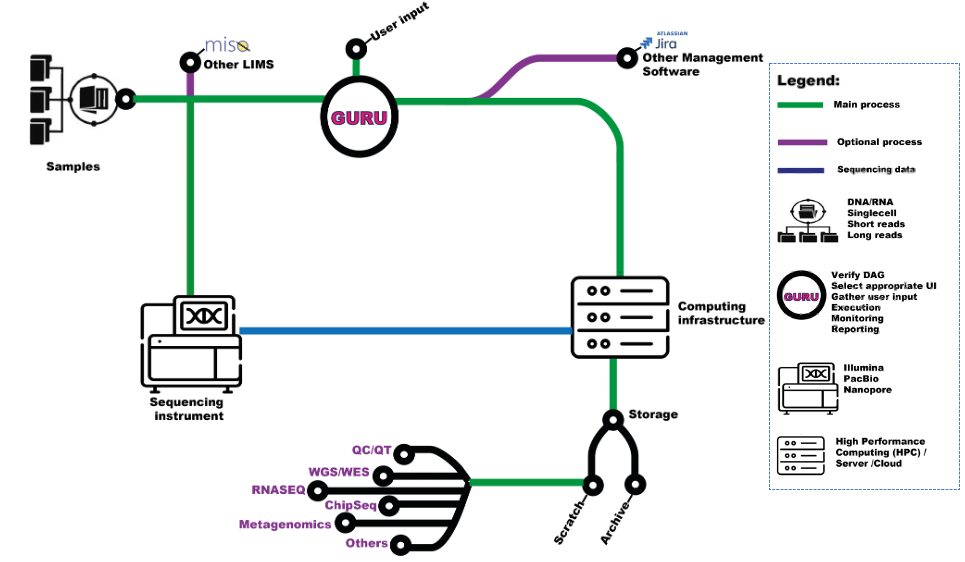 miso
Other LIMS
User input
ATLASSIAN
Jira
Other Management
Software
Samples
GURU
Sequencing
instrument
Computing
infrastructure
Storage
Scratch
Archive
QC/QT
WGS/WES
RNASEQ
ChipSeq
Metagenomics
Others
Legend:
Main process
Optional process
Sequencing data
DNA/RNA
Singlecell
Short reads
Long reads
GURU
Verify DAG
Select appropriate UI
Gather user input
Execution
Monitoring
Reporting
Illumina
PacBio
Nanopore
High Performance
Computing (HPC) /
Server /Cloud